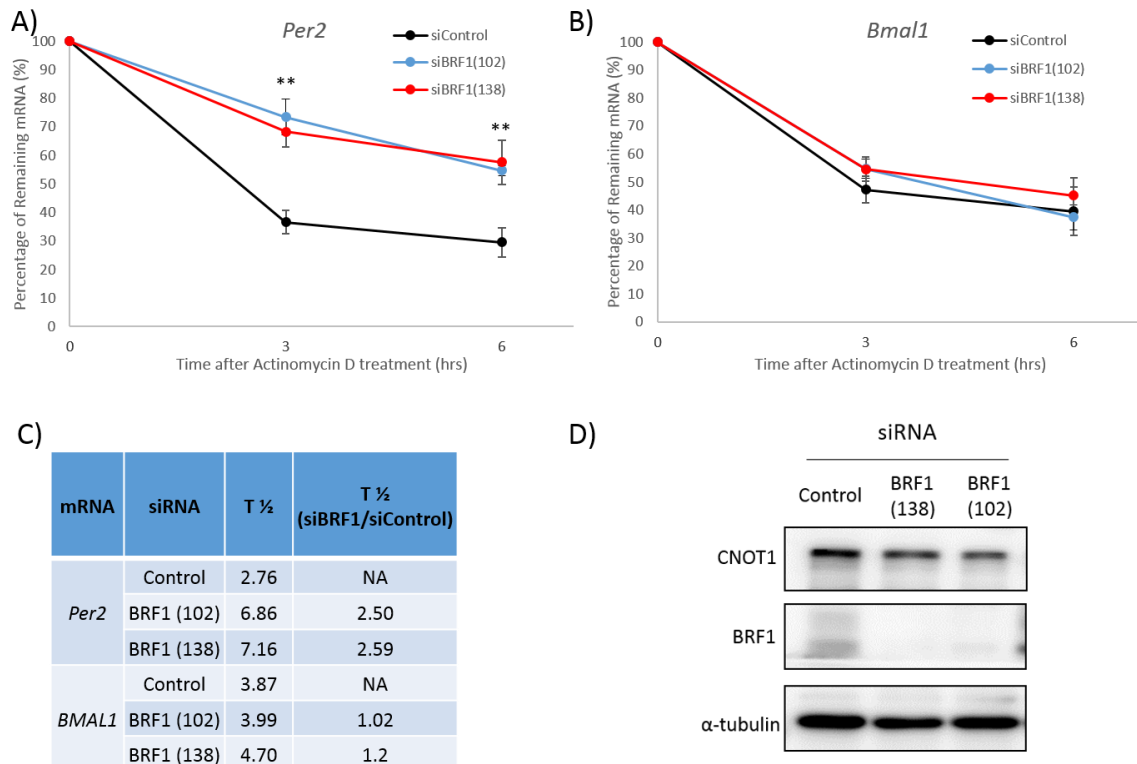 A)
Per2
siControl
siBRF1(102)
siBRF1(138)
**
**
Percentage of Remaining mRNA (%)
100
90
80
70
60
50
40
30
20
10
0
0
3
6
Time after Actinomycin D treatment (hrs)
B)
Bmal1
siControl
siBRF1(102)
siBRF1(138)
Percentage of Remaining mRNA (%)
100
90
80
70
60
50
40
30
20
10
0
0
3
6
Time after Actinomycin D treatment (hrs)
C)
mRNA siRNA T ½ T ½
(siBRF1/siControl)
Per2
Control 2.76 NA
BRF1 (102) 6.86 2.50
BRF1 (138) 7.16 2.59
BMAL1
Control 3.87 NA
BRF1 (102) 3.99 1.02
BRF1 (138) 4.70 1.2
D)
siRNA
Control BRF1 BRF1
(138) (102)
CNOT1
BRF1
α-tubulin